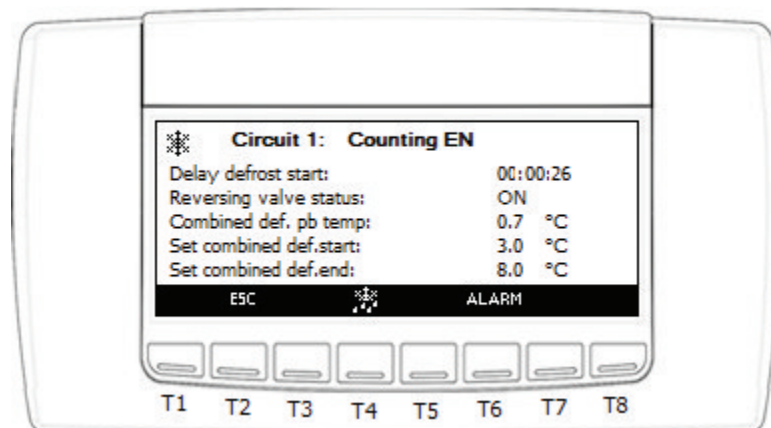 Circuit 1: Counting EN
Delay defrost start: 00:00:26
Reversing valve status: ON
Combined def. pb temp: 0.7 °C
Set combined def.start: 3.0 °C
Set combined def.end: 8.0 °C
ESC ALARM
T1 T2 T3 T4 T5 T6 T7 T8